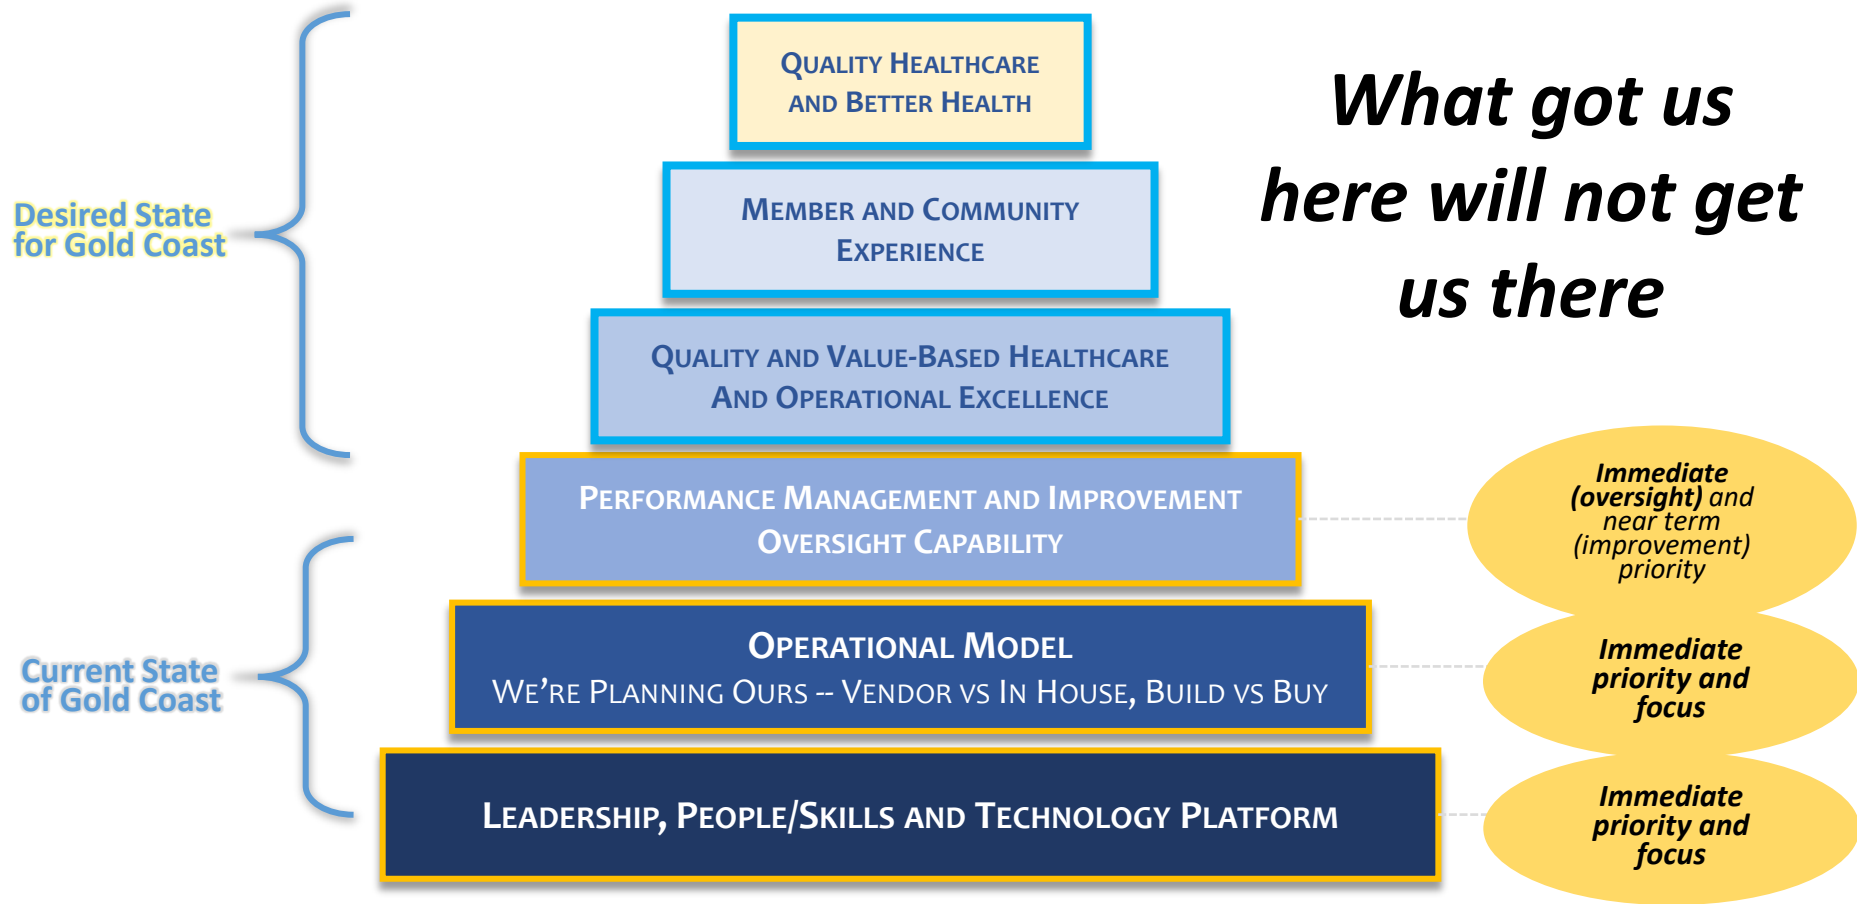 QUALITY HEALTHCARE
AND BETTER HEALTH
What got us
here will not get
us there
MEMBER AND COMMUNITY
EXPERIENCE
Desired State
for Gold Coast
QUALITY AND VALUE-BASED HEALTHCARE
AND OPERATIONAL EXCELLENCE
PERFORMANCE MANAGEMENT AND IMPROVEMENT
OVERSIGHT CAPABILITY
Immediate
(oversight) and
near term
(improvement)
priority
Current State
of Gold Coast
OPERATIONAL MODEL
WE'RE PLANNING OURS -- VENDOR VS IN HOUSE, BUILD VS BUY
Immediate
priority and
focus
LEADERSHIP, PEOPLE/SKILLS AND TECHNOLOGY PLATFORM
Immediate
priority and
focus